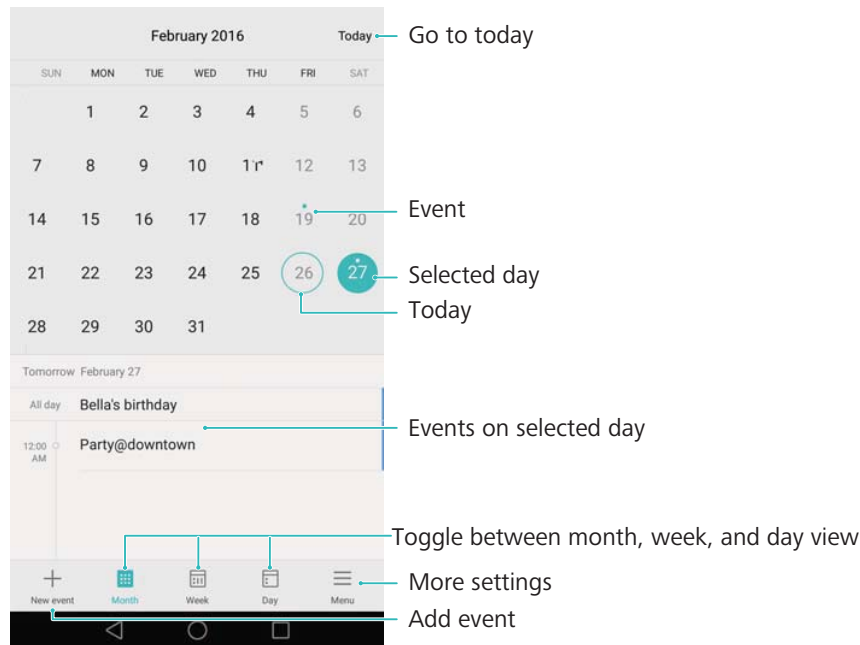 February 2016 Today Go to today
SUN MON TUE WED THU FRI SAT
1 2 3 4 5 6
7 8 9 10 11 12 13
Event
14 15 16 17 18 19 20
21 22 23 24 25 26 27 Selected day
Today
28 29 30 31
Tomorrow February 27
All day Bella's birthday
Events on selected day
12:00 AM Party@downtown
Toggle between month, week, and day view
More settings
New event Month Week Day Menu
Add event